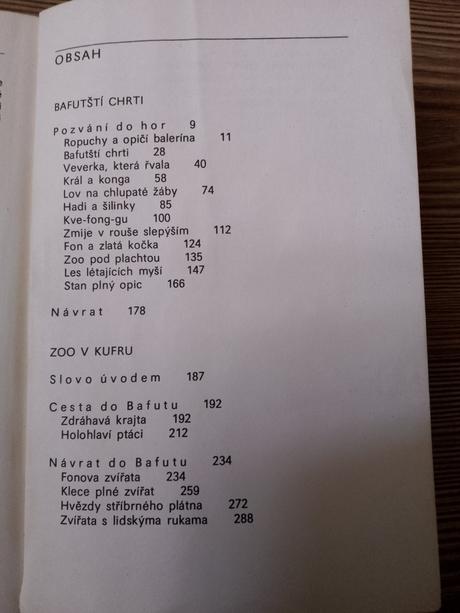 OBSAH
BAFUTŠTÍ CHRTI
Pozvání do hor 9
Ropuchy a opičí balerína 11
Bafutští chrti 28
Veverka, která řvala 40
Král a konga 58
Lov na chlupaté žáby 74
Hadi a šilinky 85
Kve-fong-gu 100
Zmije v rouše slepýším 112
Fon a zlatá kočka 124
Zoo pod plachtou 135
Les létajících myší 147
Stan plný opic 166
Návrat 178
ZOO V KUFRU
Slovo úvodem 187
Cesta do Bafutu 192
Zdráhavá krajta 192
Holohlaví ptáci 212
Návrat do Bafutu 234
Fonova zvířata 234
Klece plné zvířat 259
Hvězdy stříbrného plátna 272
Zvířata s lidskýma rukama 288